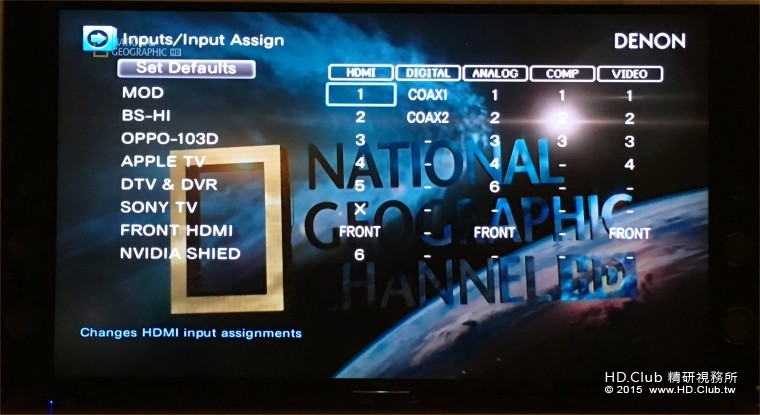 Inputs/Input Assign
DENON
NATIONAL
GEOGRAPHIC HD
Set Defaults
HDMI DIGITAL ANALOG COMP VIDEO
MOD 1 COAX1 1 1 1
BS-HI 2 COAX2 2 2 2
OPPO-103D 3 - 3 3 3
APPLE TV 4 - 4 - 4
DTV & DVR 5 - 6 - -
SONY TV X - - - -
FRONT HDMI FRONT - FRONT - FRONT
NVIDIA SHIELD 6 - - - -
NATIONAL
GEOGRAPHIC
CHANNEL HD
Changes HDMI input assignments
HD.Club 精研視務所
© 2015 www.HD.Club.tw